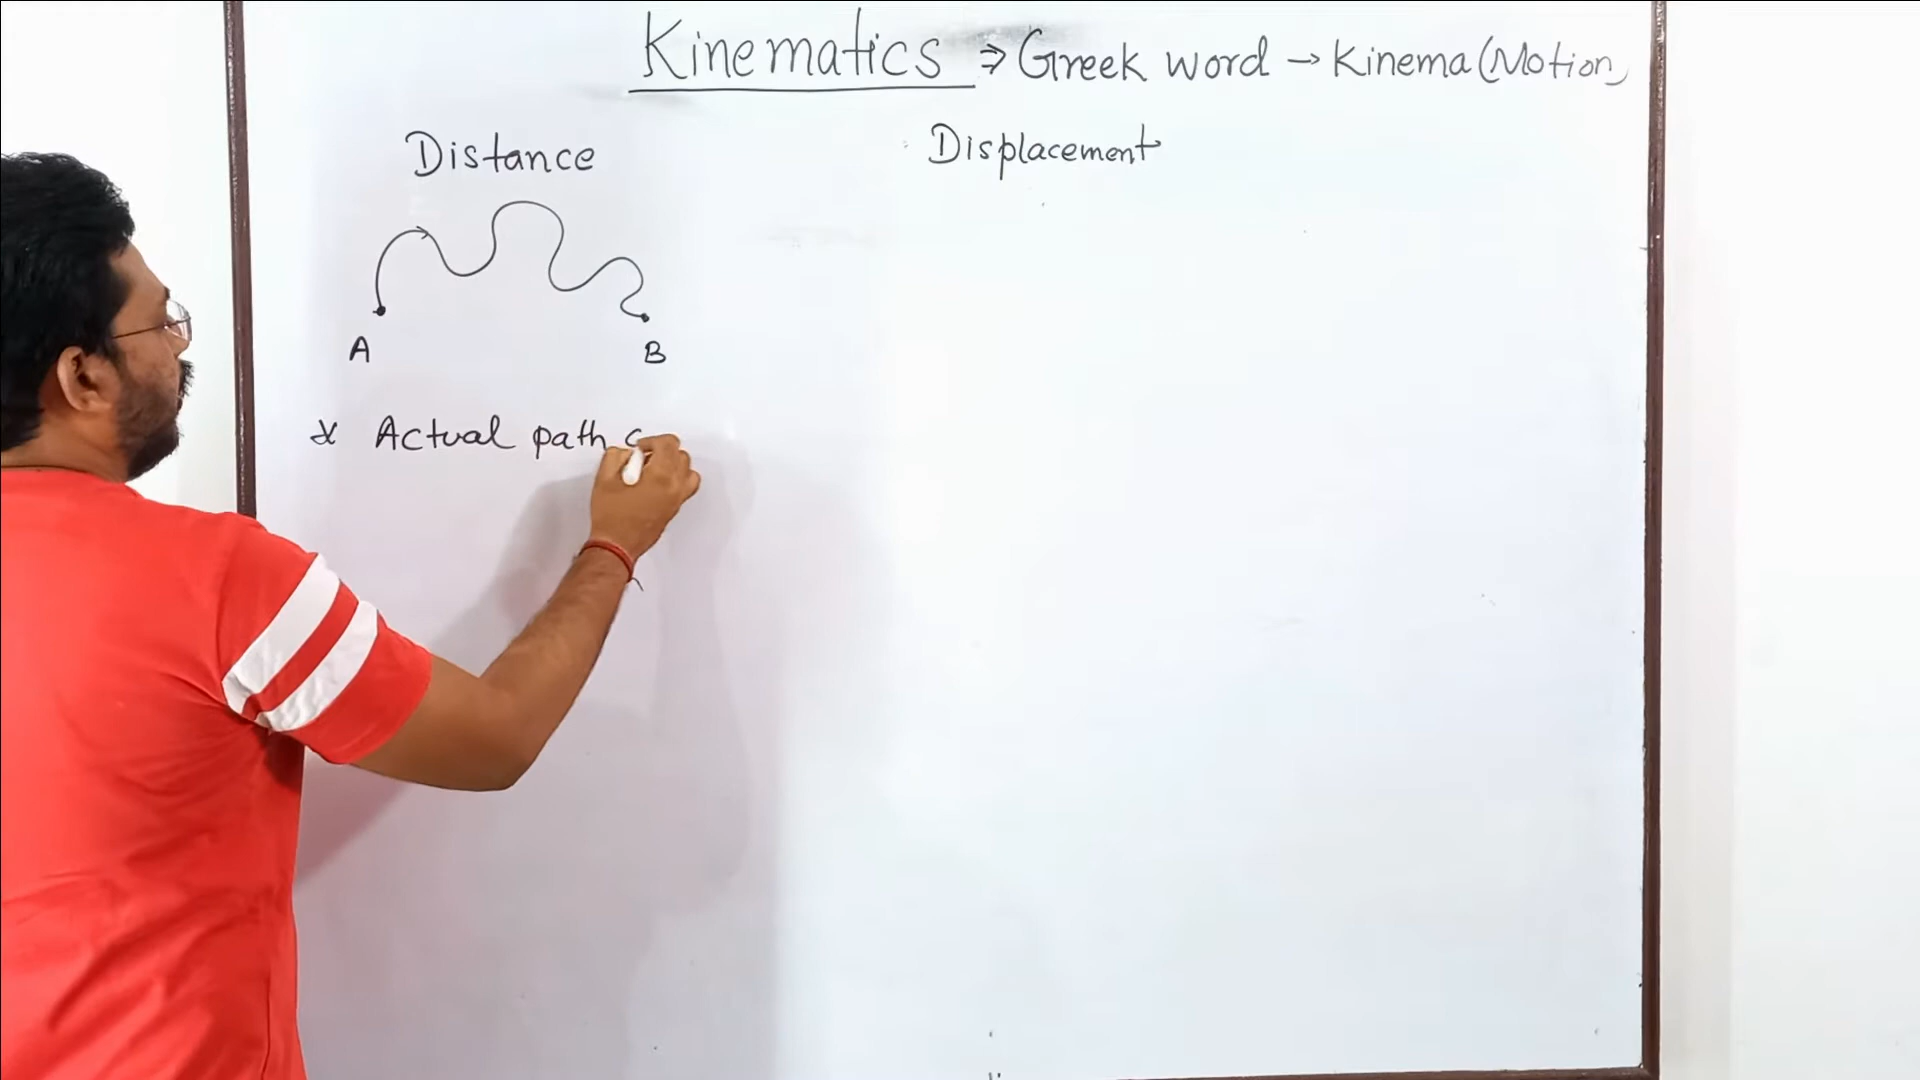 Kinematics ⇒ Greek word → Kinema (Motion)
Distance
Displacement
A
B
* Actual path